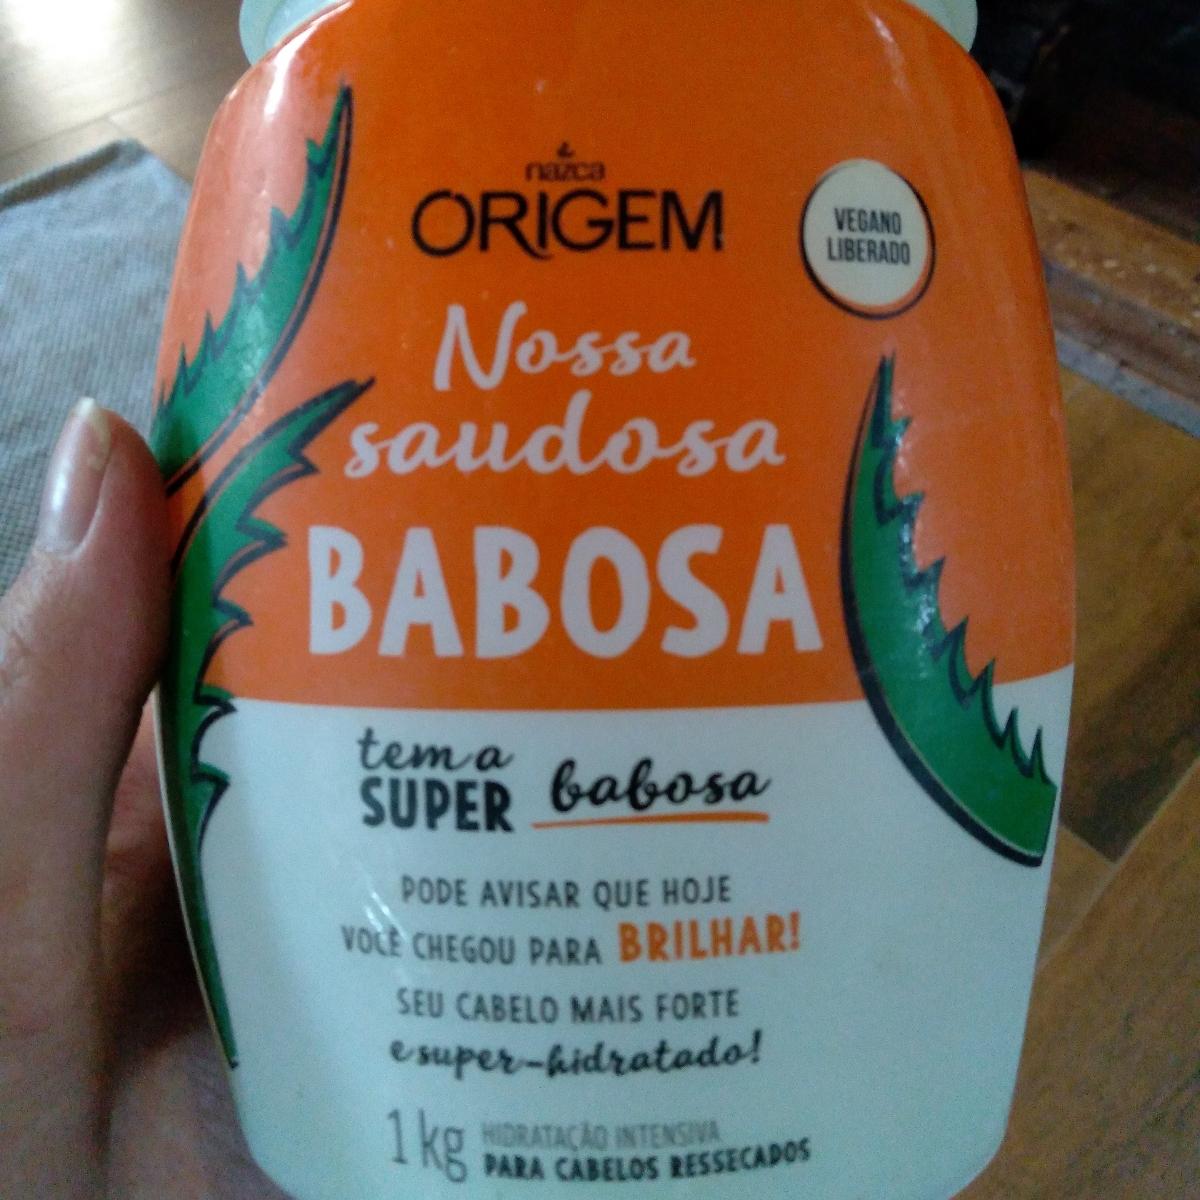 nazca
ORIGEM
VEGANO
LIBERADO
Nossa
saudosa
BABOSA
tem a
SUPER babosa
PODE AVISAR QUE HOJE
VOCÊ CHEGOU PARA BRILHAR!
SEU CABELO MAIS FORTE
e super-hidratado!
1kg HIDRATAÇÃO INTENSIVA
PARA CABELOS RESSECADOS